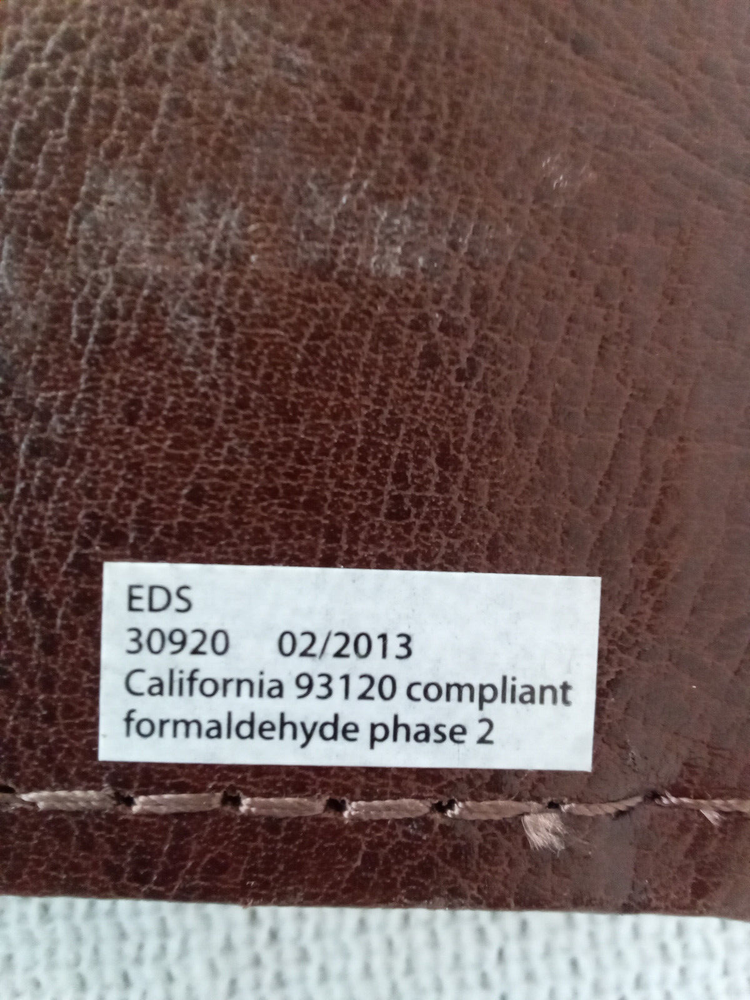 EDS
30920 02/2013
California 93120 compliant
formaldehyde phase 2